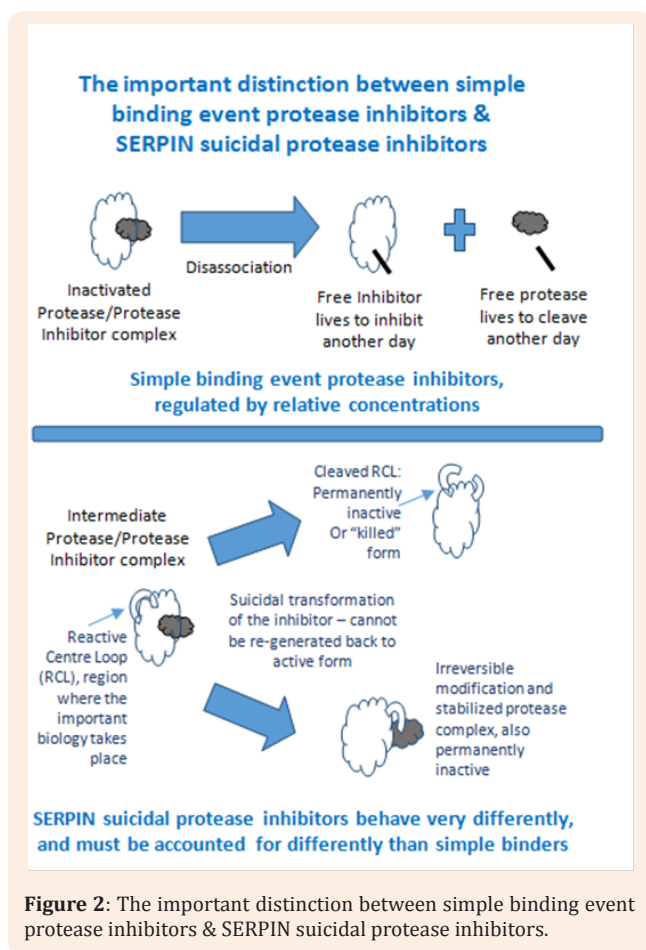 The important distinction between simple
binding event protease inhibitors &
SERPIN suicidal protease inhibitors
Inactivated
Protease/Protease
Inhibitor complex
Disassociation
Free Inhibitor
lives to inhibit
another day
Free protease
lives to cleave
another day
Simple binding event protease inhibitors,
regulated by relative concentrations
Intermediate
Protease/Protease
Inhibitor complex
Cleaved RCL:
Permanently
inactive
Or "killed"
form
Reactive
Centre Loop
(RCL), region
where the
important
biology takes
place
Suicidal transformation
of the inhibitor – cannot
be re-generated back to
active form
Irreversible
modification and
stabilized protease
complex, also
permanently
inactive
SERPIN suicidal protease inhibitors behave very differently,
and must be accounted for differently than simple binders
Figure 2: The important distinction between simple binding event
protease inhibitors & SERPIN suicidal protease inhibitors.